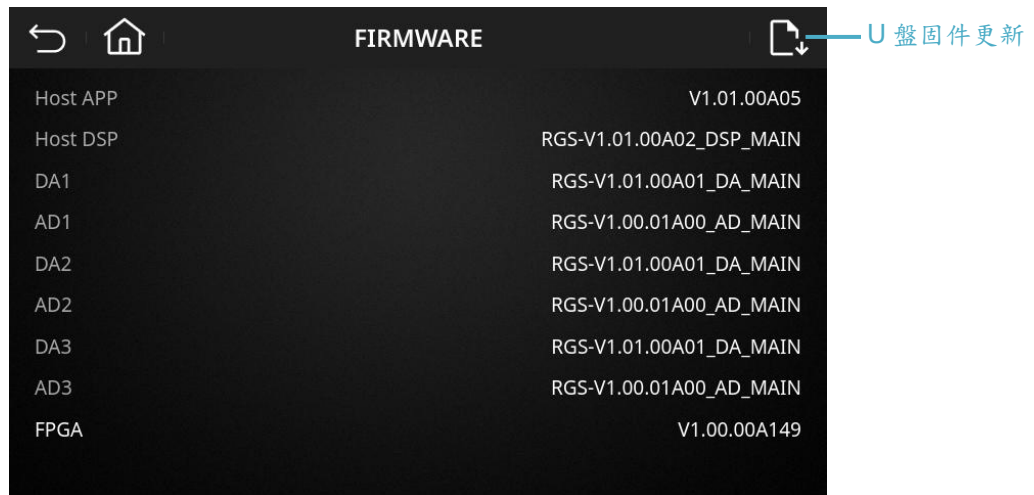 FIRMWARE
U 盤固件更新
Host APP V1.01.00A05
Host DSP RGS-V1.01.00A02_DSP_MAIN
DA1 RGS-V1.01.00A01_DA_MAIN
AD1 RGS-V1.00.01A00_AD_MAIN
DA2 RGS-V1.01.00A01_DA_MAIN
AD2 RGS-V1.00.01A00_AD_MAIN
DA3 RGS-V1.01.00A01_DA_MAIN
AD3 RGS-V1.00.01A00_AD_MAIN
FPGA V1.00.00A149